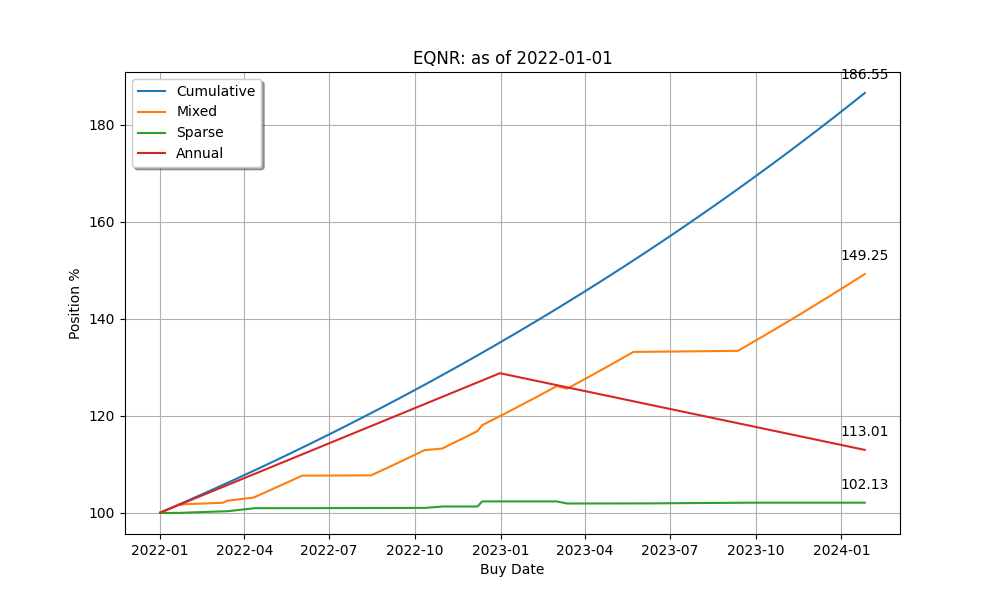 EQNR: as of 2022-01-01
186.55
Cumulative
Mixed
Sparse
Annual
180
160
149.25
140
120
113.01
102.13
100
Position %
2022-01 2022-04 2022-07 2022-10 2023-01 2023-04 2023-07 2023-10 2024-01
Buy Date